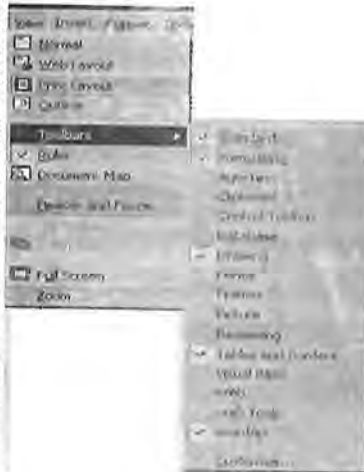 View Insert Format
Normal
Web Layout
Print Layout
Outline
Toolbars
Ruler
Document Map
Header and Footer
Full Screen
Zoom
Standard
Formatting
AutoText
Clipboard
Control Toolbox
Database
Drawing
Forms
Frames
Picture
Reviewing
Tables and Borders
Visual Basic
Web
Web Tools
WordArt
Customize...